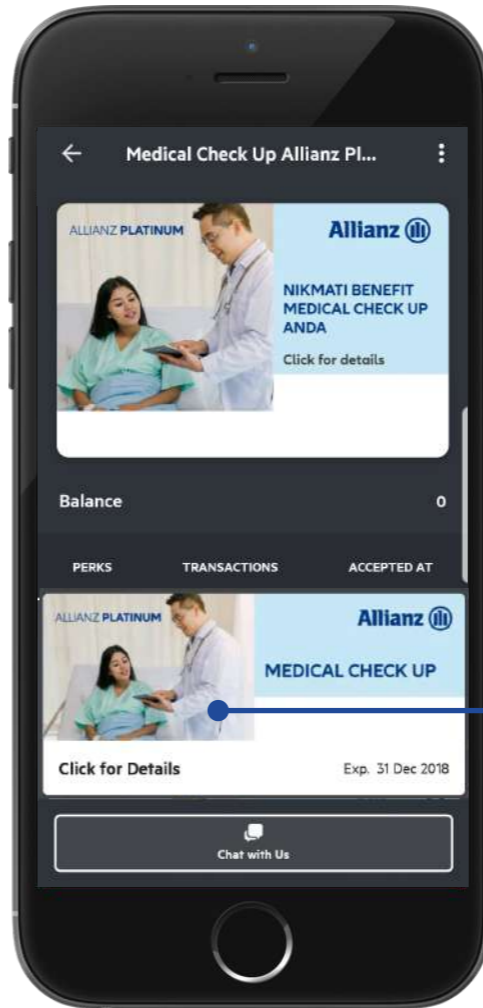 Medical Check Up Allianz Pl...
ALLIANZ PLATINUM
Allianz
NIKMATI BENEFIT
MEDICAL CHECK UP
ANDA
Click for details
Balance 0
PERKS TRANSACTIONS ACCEPTED AT
ALLIANZ PLATINUM
Allianz
MEDICAL CHECK UP
Click for Details Exp. 31 Dec 2018
Chat with Us